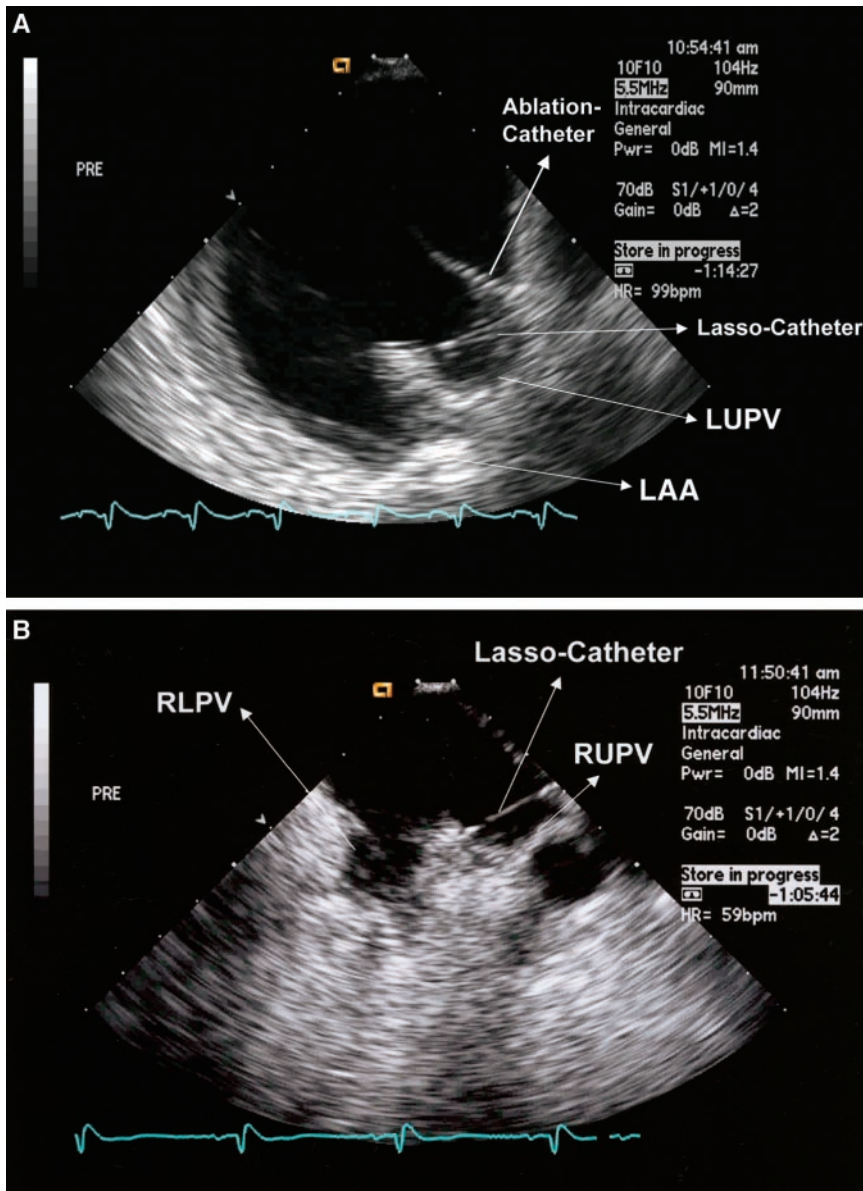 A
10:54:41 am
10F10 104Hz
5.5MHz 90mm
Intracardiac
General
Pwr= 0dB MI=1.4
70dB S1/+1/0/4
Gain= 0dB Δ=2
Store in progress
-1:14:27
HR= 99bpm
PRE
Ablation-
Catheter
Lasso-Catheter
LUPV
LAA
B
11:50:41 am
10F10 104Hz
5.5MHz 90mm
Intracardiac
General
Pwr= 0dB MI=1.4
70dB S1/+1/0/4
Gain= 0dB Δ=2
Store in progress
-1:05:44
HR= 59bpm
PRE
Lasso-Catheter
RLPV
RUPV